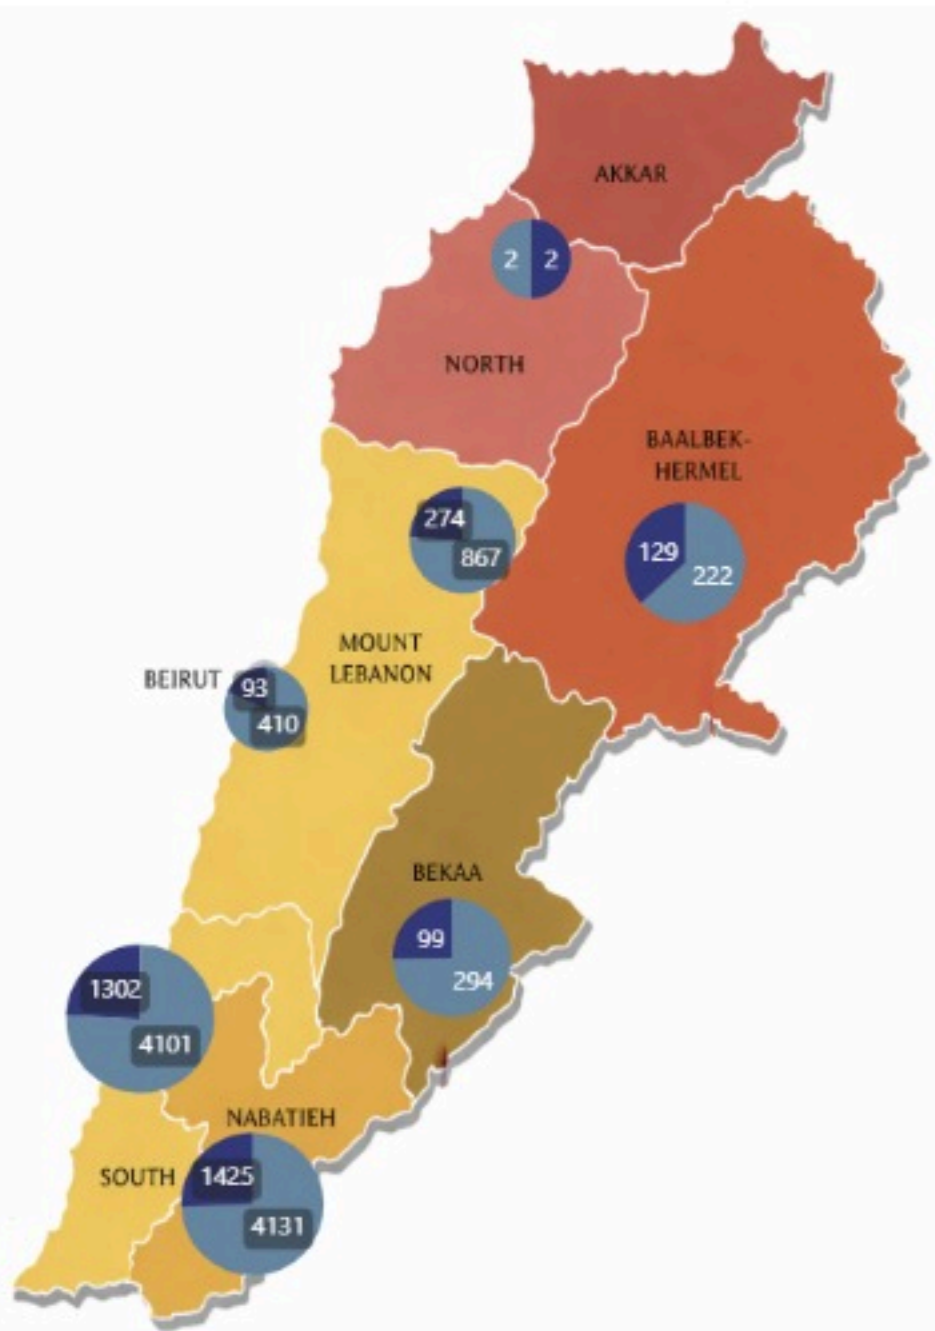 AKKAR
2 2
NORTH
BAALBEK-
HERMEL
274
867
129
222
MOUNT
LEBANON
BEIRUT
93
410
BEKAA
99
294
1302
4101
NABATIEH
SOUTH
1425
4131